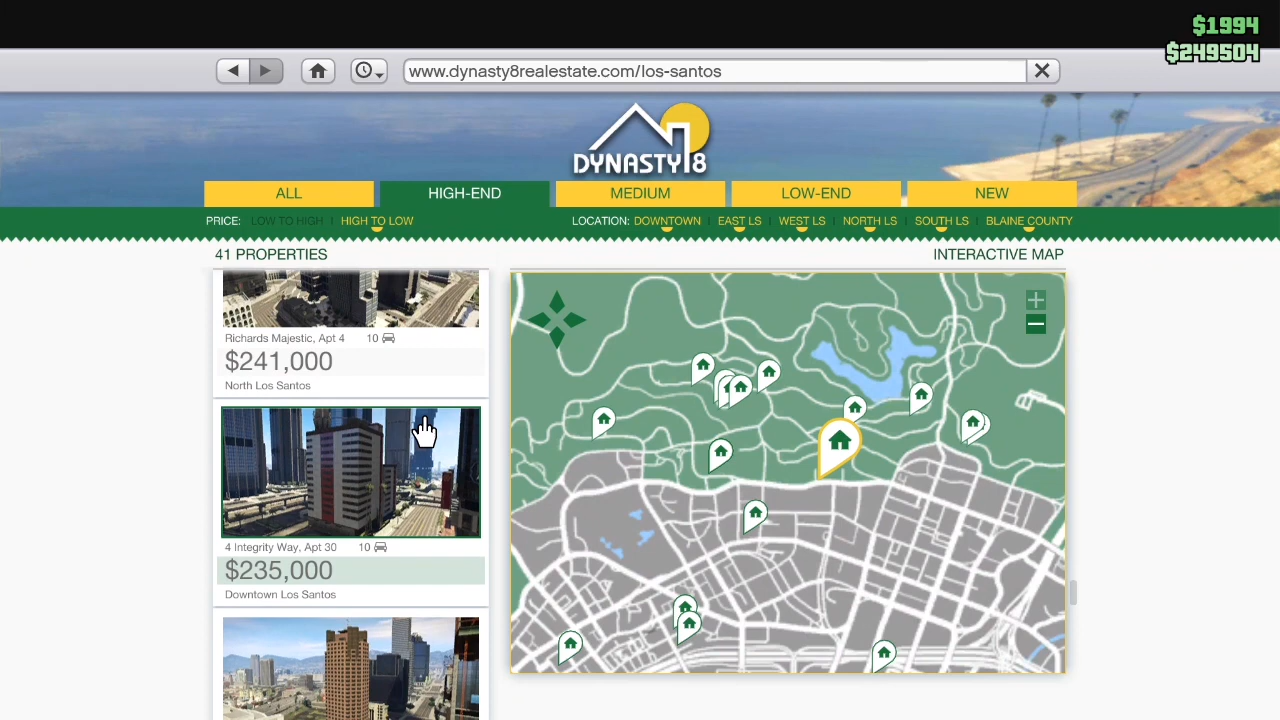 $1994
$249504
www.dynasty8realestate.com/los-santos
DYNASTY 8
ALL
HIGH-END
MEDIUM
LOW-END
NEW
PRICE: LOW TO HIGH | HIGH TO LOW
LOCATION: DOWNTOWN | EAST LS | WEST LS | NORTH LS | SOUTH LS | BLAINE COUNTY
41 PROPERTIES
INTERACTIVE MAP
Richards Majestic, Apt 4 10
$241,000
North Los Santos
4 Integrity Way, Apt 30 10
$235,000
Downtown Los Santos